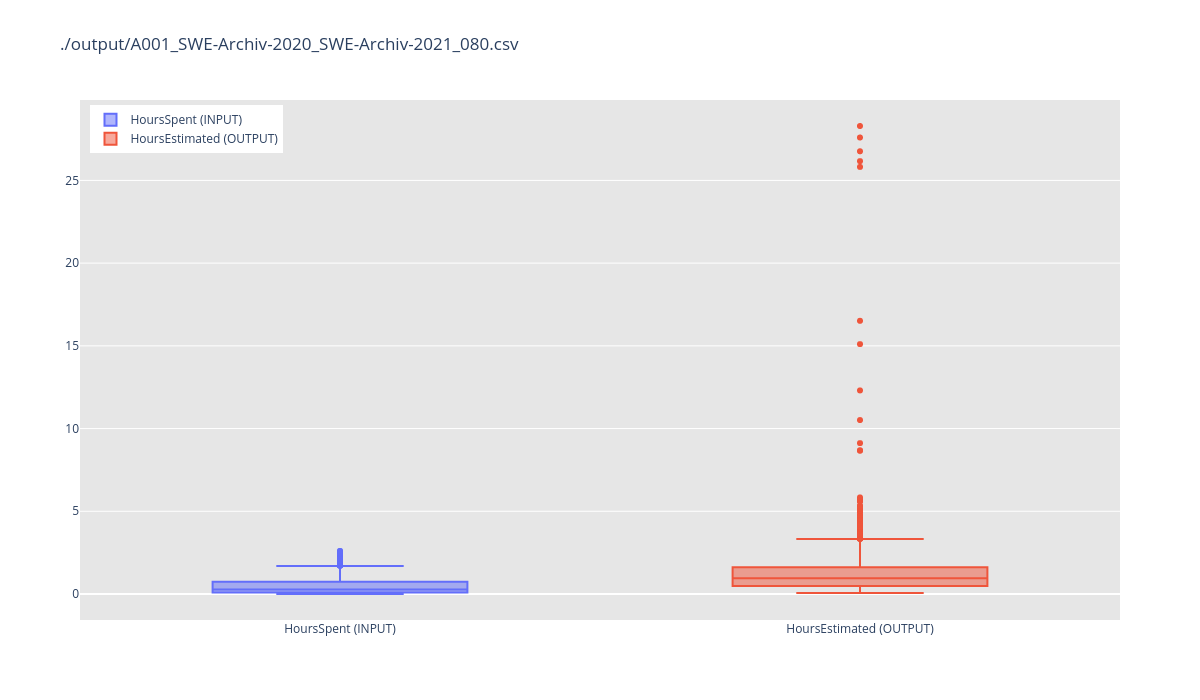 ./output/A001_SWE-Archiv-2020_SWE-Archiv-2021_080.csv
HoursSpent (INPUT)
HoursEstimated (OUTPUT)
25
20
15
10
5
0
HoursSpent (INPUT)
HoursEstimated (OUTPUT)